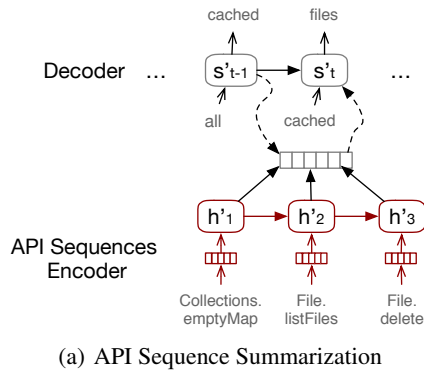 cached files
Decoder ... s't-1 s't ...
all cached
h'1 h'2 h'3
API Sequences
Encoder
Collections. File. File.
emptyMap listFiles delete
(a) API Sequence Summarization